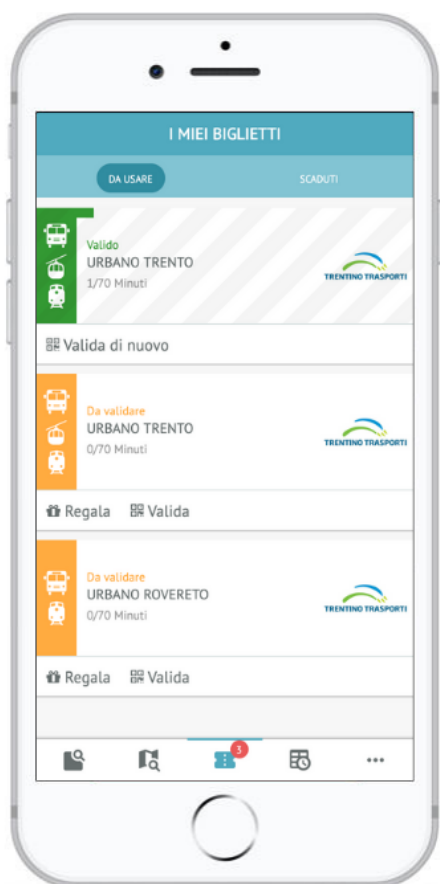 I MIEI BIGLIETTI
DA USARE
SCADUTI
Valido
URBANO TRENTO
1/70 Minuti
TRENTINO TRASPORTI
Valida di nuovo
Da validare
URBANO TRENTO
0/70 Minuti
TRENTINO TRASPORTI
Regala
Valida
Da validare
URBANO ROVERETO
0/70 Minuti
TRENTINO TRASPORTI
Regala
Valida
3